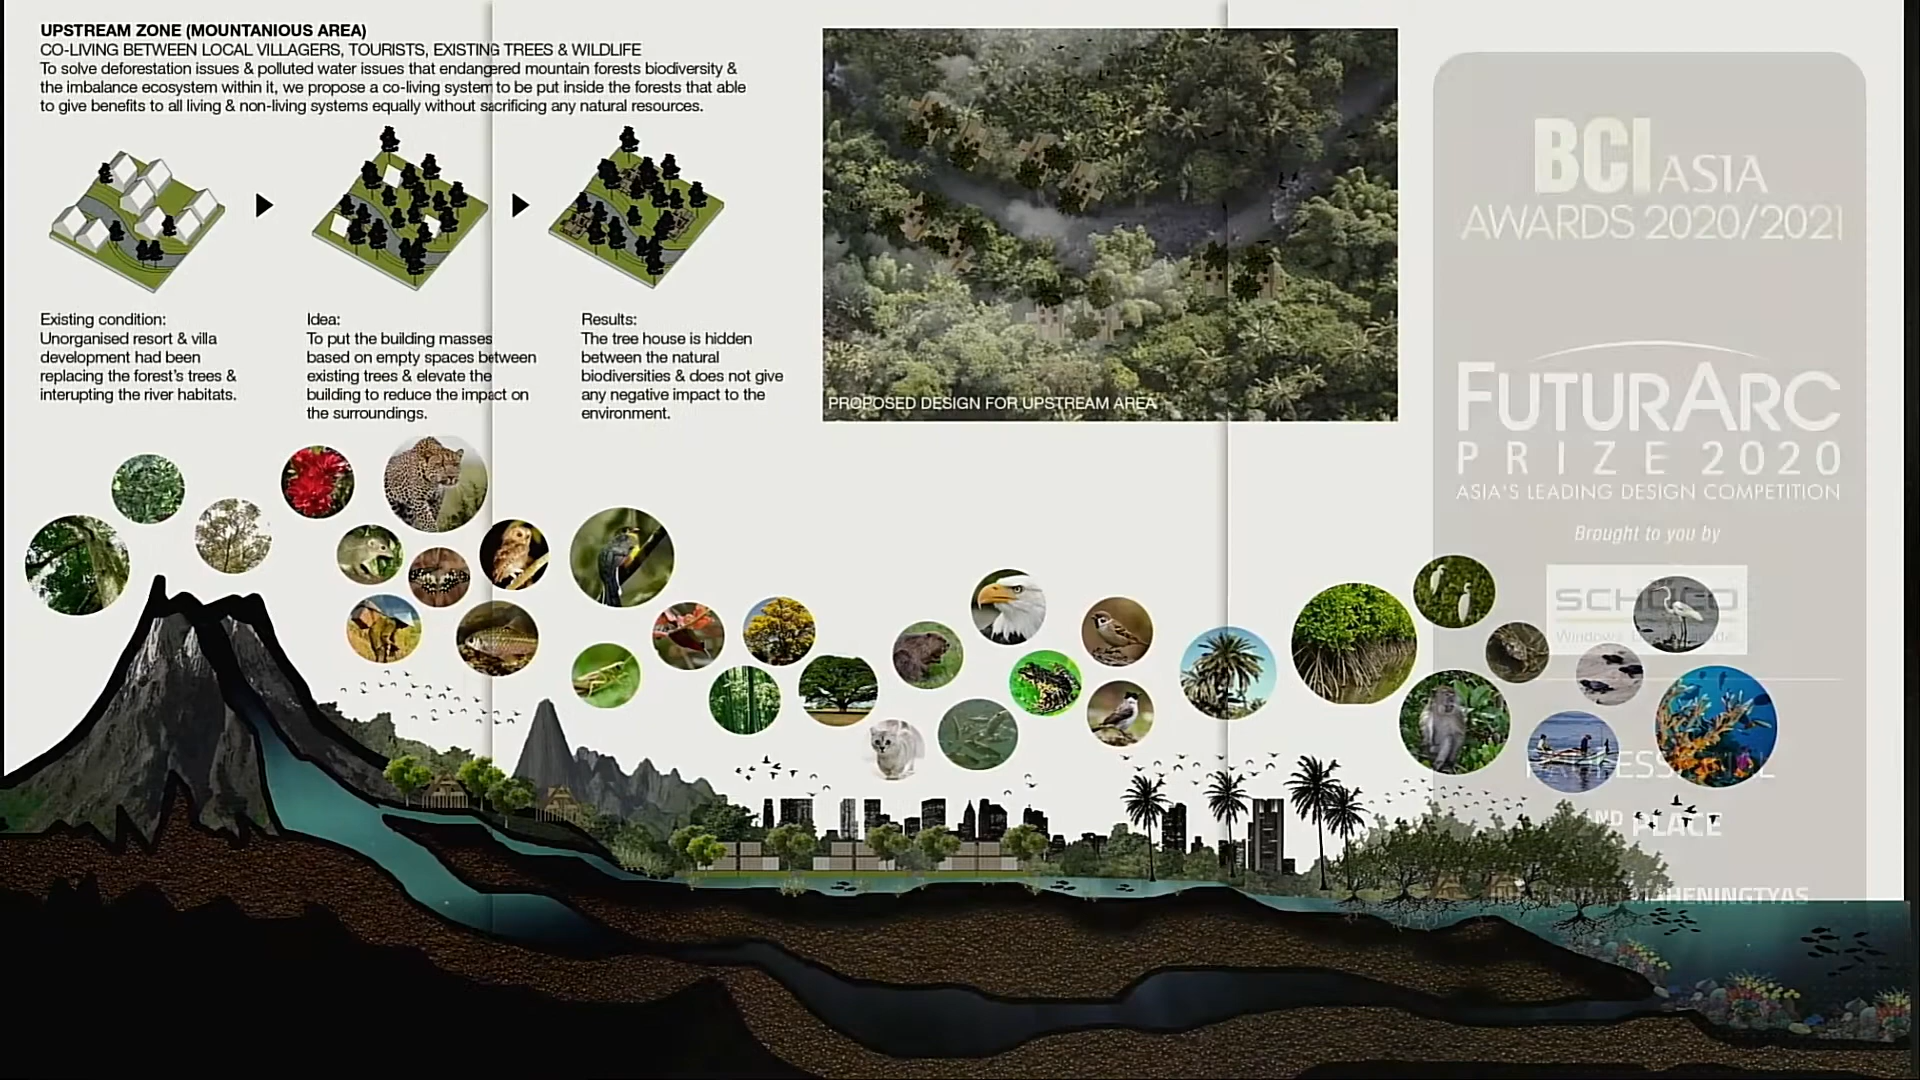 UPSTREAM ZONE (MOUNTANIOUS AREA)
CO-LIVING BETWEEN LOCAL VILLAGERS, TOURISTS, EXISTING TREES & WILDLIFE
To solve deforestation issues & polluted water issues that endangered mountain forests biodiversity &
the imbalance ecosystem within it, we propose a co-living system to be put inside the forests that able
to give benefits to all living & non-living systems equally without sacrificing any natural resources.
Existing condition:
Unorganised resort & villa
development had been
replacing the forest's trees &
interupting the river habitats.
Idea:
To put the building masses
based on empty spaces between
existing trees & elevate the
building to reduce the impact on
the surroundings.
Results:
The tree house is hidden
between the natural
biodiversities & does not give
any negative impact to the
environment.
PROPOSED DESIGN FOR UPSTREAM AREA
BCI ASIA
AWARDS 2020/2021
FUTURARC
PRIZE 2020
ASIA'S LEADING DESIGN COMPETITION
Brought to you by
SCHÜCO
Windows
PLACE